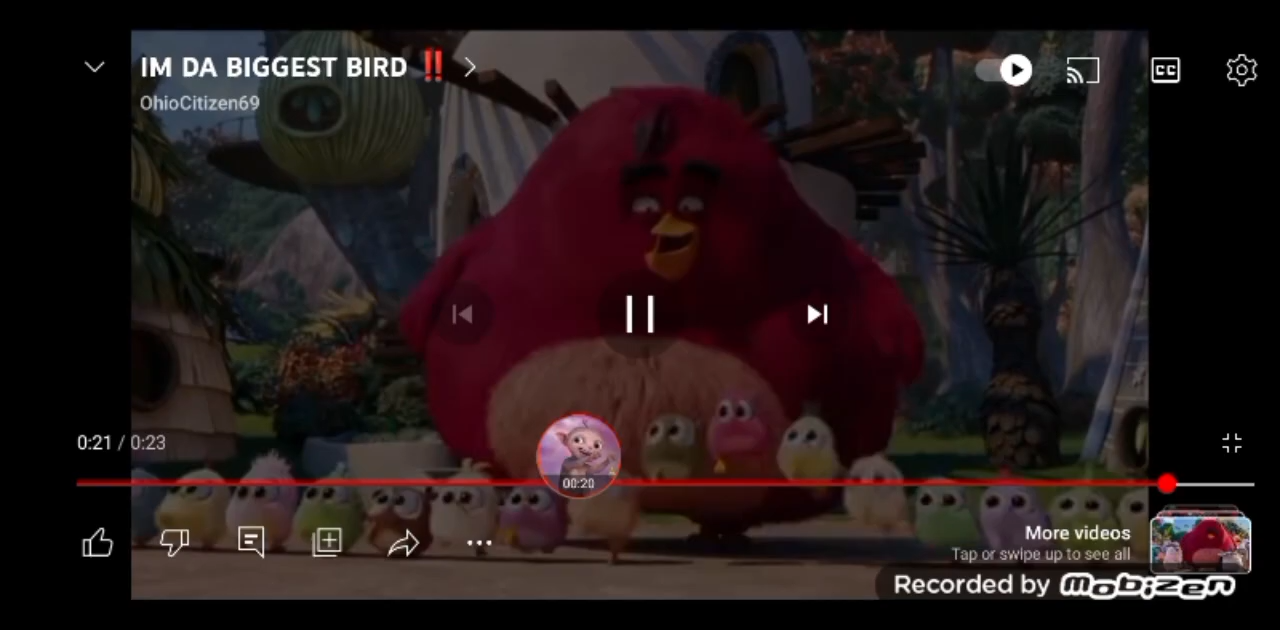 IM DA BIGGEST BIRD ‼️
OhioCitizen69
CC
0:21 / 0:23
00:20
More videos
Tap or swipe up to see all
Recorded by Mobizen